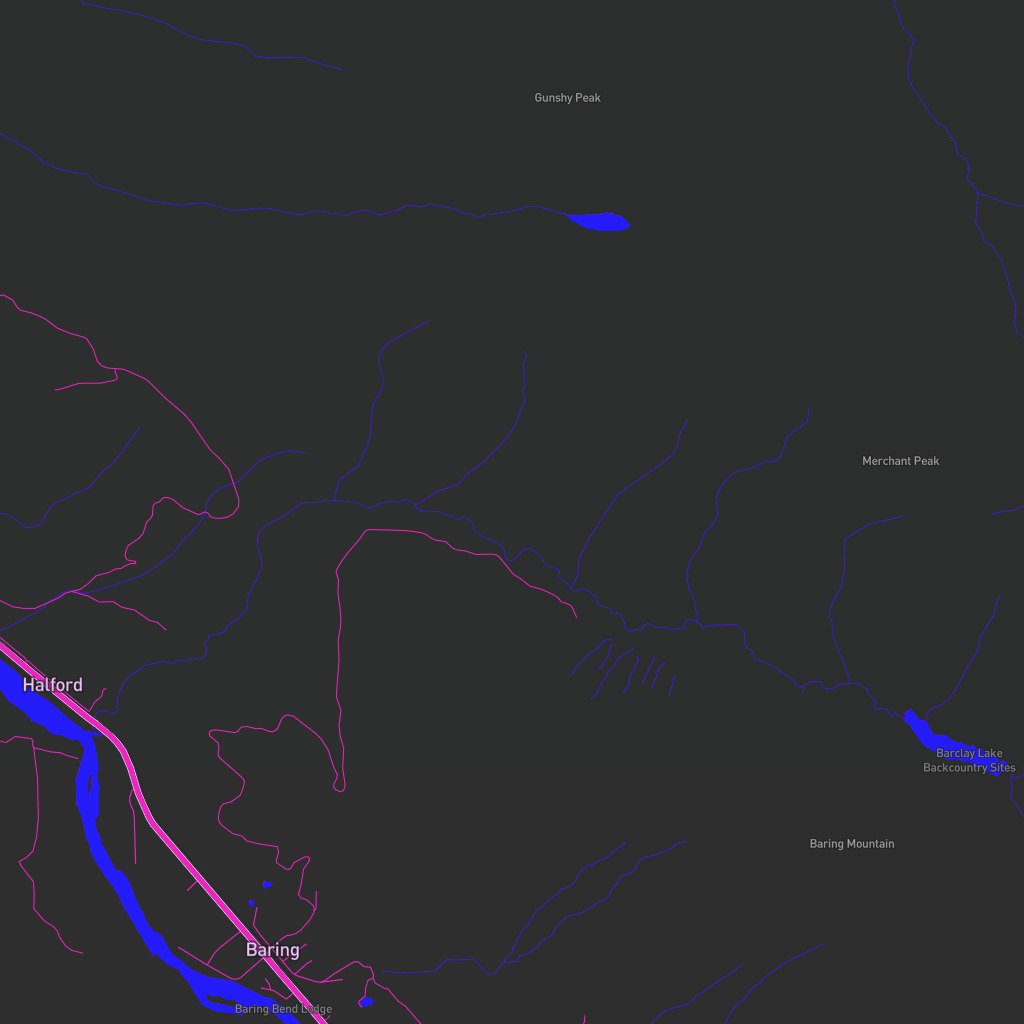 Gunshy Peak
Merchant Peak
Halford
Barclay Lake
Backcountry Sites
Baring Mountain
Baring
Baring Bend Lodge